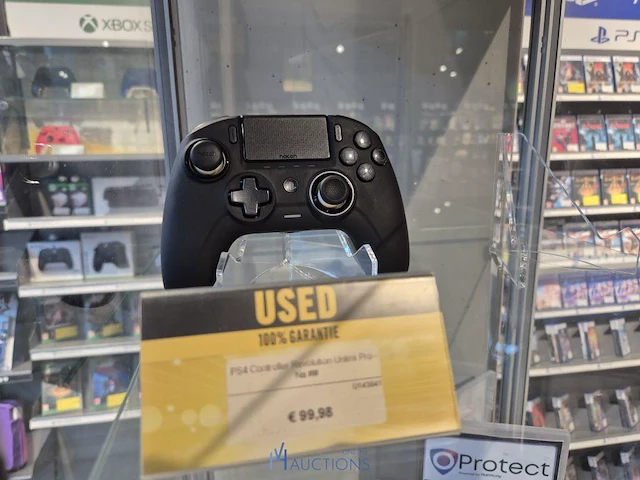 XBOX S
PS
nacon
USED
100% GARANTIE
PS4 Controller Revolution Unlimi Pro-
€ 99,98
AUCTIONS
Protect